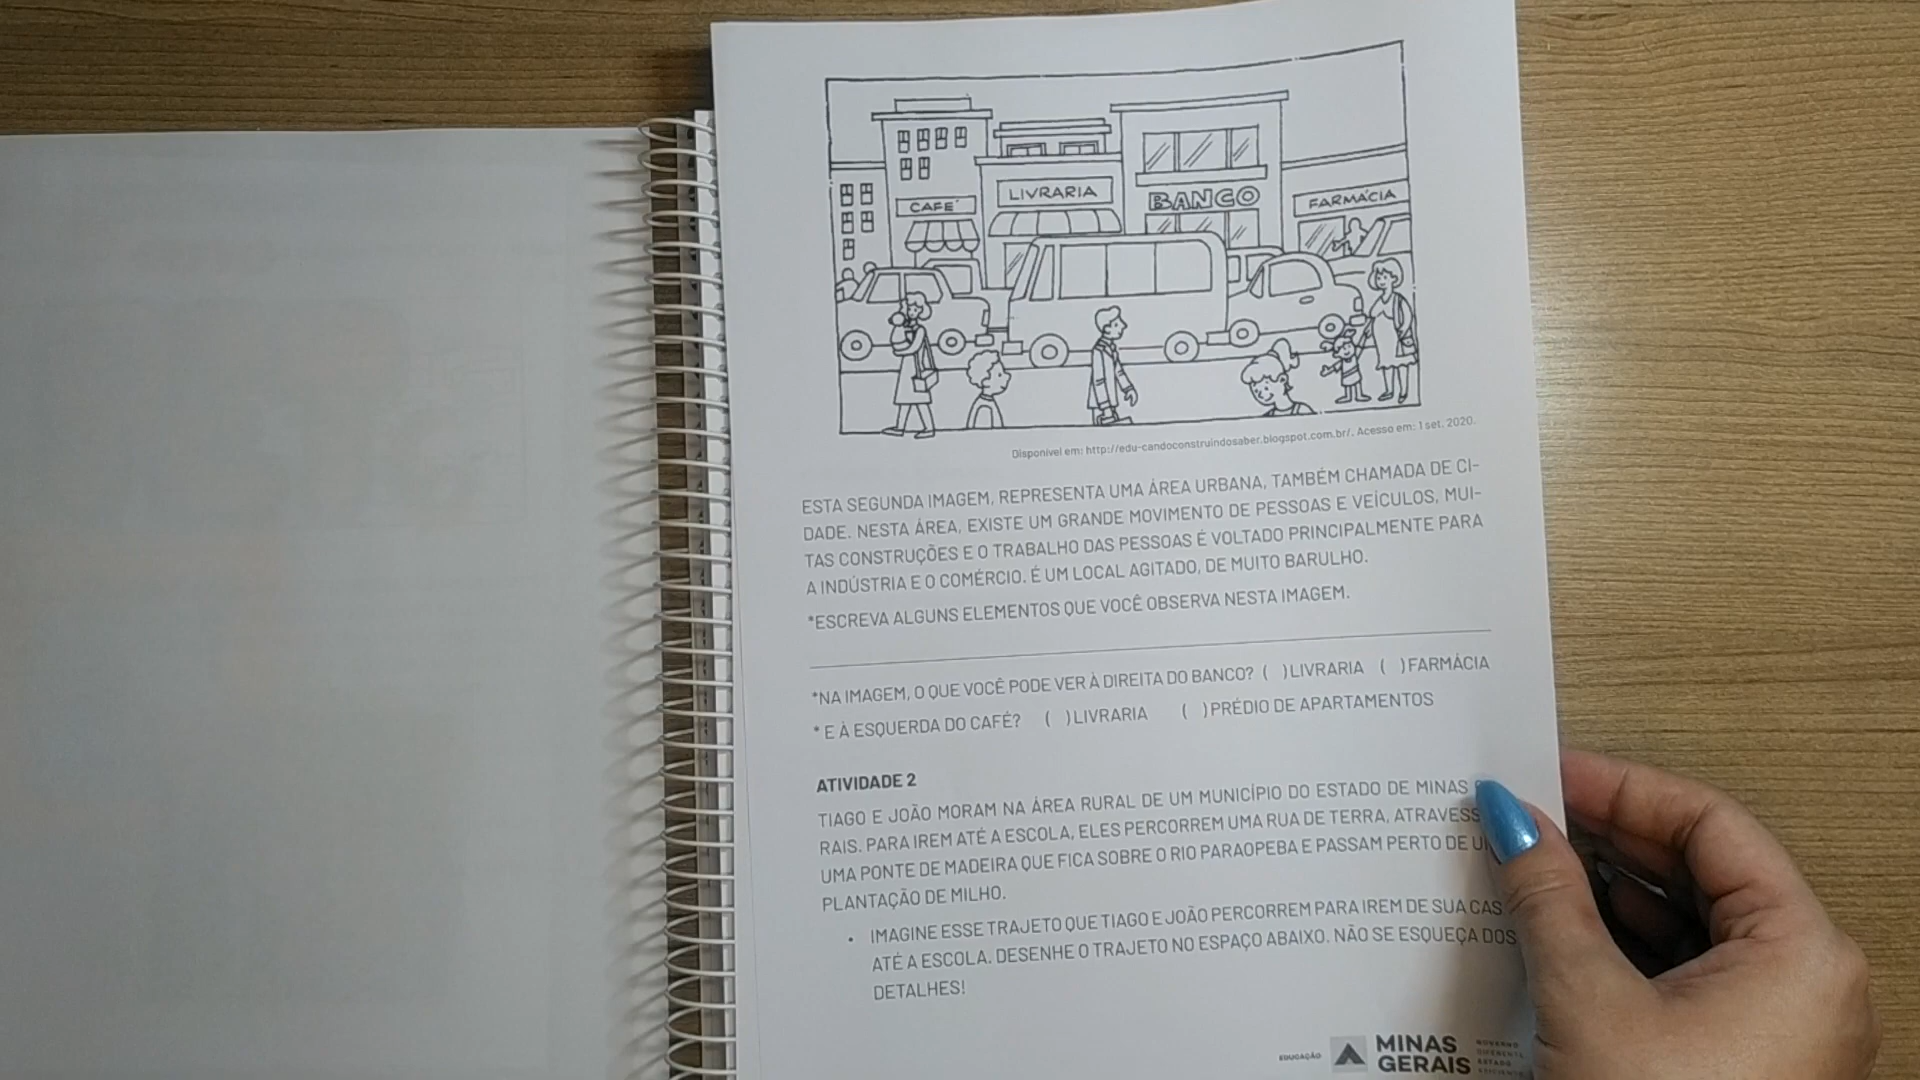 CAFÉ
LIVRARIA
BANCO
FARMÁCIA
Disponível em: http://edu-candoconstruindosaber.blogspot.com.br/. Acesso em: 1 set. 2020.
ESTA SEGUNDA IMAGEM, REPRESENTA UMA ÁREA URBANA, TAMBÉM CHAMADA DE CI-
DADE. NESTA ÁREA, EXISTE UM GRANDE MOVIMENTO DE PESSOAS E VEÍCULOS, MUI-
TAS CONSTRUÇÕES E O TRABALHO DAS PESSOAS É VOLTADO PRINCIPALMENTE PARA
A INDÚSTRIA E O COMÉRCIO. É UM LOCAL AGITADO, DE MUITO BARULHO.
*ESCREVA ALGUNS ELEMENTOS QUE VOCÊ OBSERVA NESTA IMAGEM.
*NA IMAGEM, O QUE VOCÊ PODE VER À DIREITA DO BANCO? ( )LIVRARIA ( )FARMÁCIA
* E À ESQUERDA DO CAFÉ? ( )LIVRARIA ( )PRÉDIO DE APARTAMENTOS
ATIVIDADE 2
TIAGO E JOÃO MORAM NA ÁREA RURAL DE UM MUNICÍPIO DO ESTADO DE MINAS
RAIS. PARA IREM ATÉ A ESCOLA, ELES PERCORREM UMA RUA DE TERRA, ATRAVESS
UMA PONTE DE MADEIRA QUE FICA SOBRE O RIO PARAOPEBA E PASSAM PERTO DE
PLANTAÇÃO DE MILHO.
• IMAGINE ESSE TRAJETO QUE TIAGO E JOÃO PERCORREM PARA IREM DE SUA CAS
ATÉ A ESCOLA. DESENHE O TRAJETO NO ESPAÇO ABAIXO. NÃO SE ESQUEÇA DOS
DETALHES!
EDUCAÇÃO
MINAS
GERAIS
GOVERNO
DIFERENTE
ESTADO
EFICIENTE